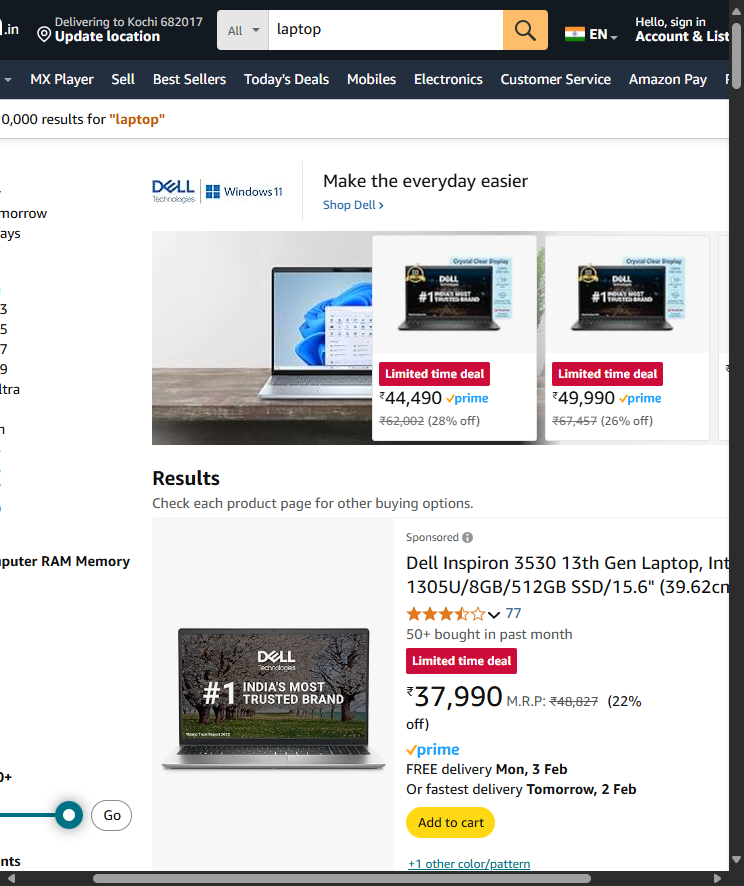 .in
Delivering to Kochi 682017
Update location
All
laptop
EN
Hello, sign in
Account & List
MX Player
Sell
Best Sellers
Today's Deals
Mobiles
Electronics
Customer Service
Amazon Pay
0,000 results for "laptop"
DELL
Technologies
Windows 11
Make the everyday easier
Shop Dell ›
morrow
ays
3
5
7
9
ltra
n
Crystal Clear Display
DELL
#1 INDIA'S MOST
TRUSTED BRAND
Limited time deal
₹44,490 prime
₹62,002 (28% off)
Crystal Clear Display
DELL
#1 INDIA'S MOST
TRUSTED BRAND
Limited time deal
₹49,990 prime
₹67,457 (26% off)
Results
Check each product page for other buying options.
puter RAM Memory
0+
Go
nts
DELL
Technologies
#1 INDIA'S MOST
TRUSTED BRAND
Sponsored
Dell Inspiron 3530 13th Gen Laptop, Int
1305U/8GB/512GB SSD/15.6" (39.62cm
77
50+ bought in past month
Limited time deal
₹37,990 M.R.P: ₹48,827 (22%
off)
prime
FREE delivery Mon, 3 Feb
Or fastest delivery Tomorrow, 2 Feb
Add to cart
+1 other color/pattern